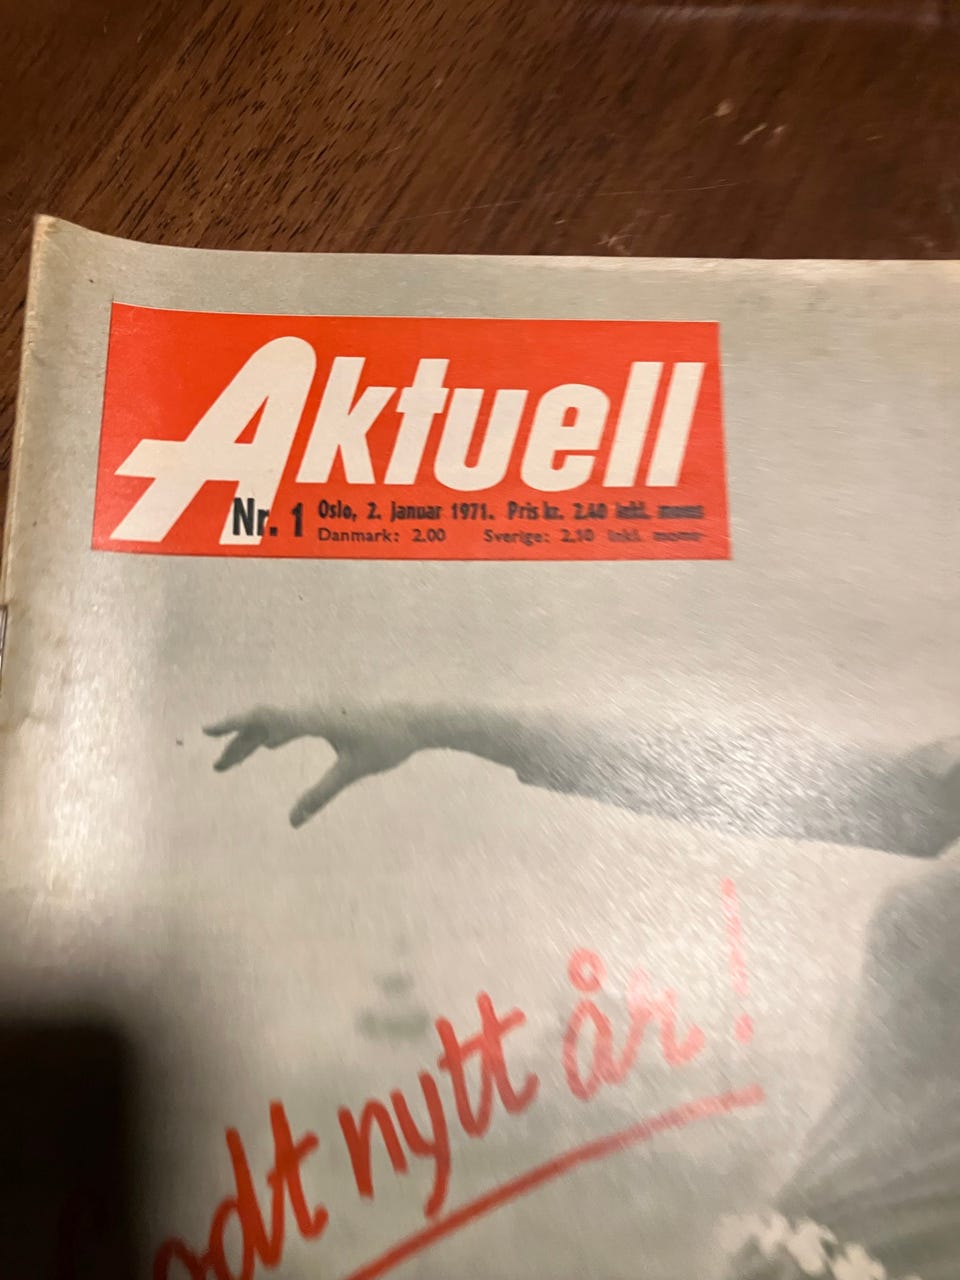 Aktuell
Nr. 1 Oslo, 2. januar 1971. Pris kr. 2,40 inkl. moms
Danmark: 2.00 Sverige: 2,10 inkl. moms
odt nytt år!